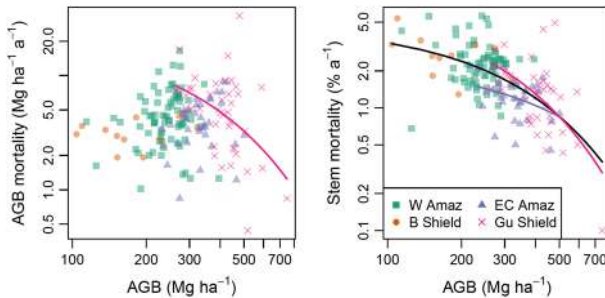 AGB mortality (Mg ha⁻¹ a⁻¹)
20.0
10.0
5.0
2.0
1.0
0.5
100
200
300
500
700
AGB (Mg ha⁻¹)
Stem mortality (% a⁻¹)
5.0
2.0
1.0
0.5
0.1
W Amaz
EC Amaz
B Shield
Gu Shield
100
200
300
500
700
AGB (Mg ha⁻¹)